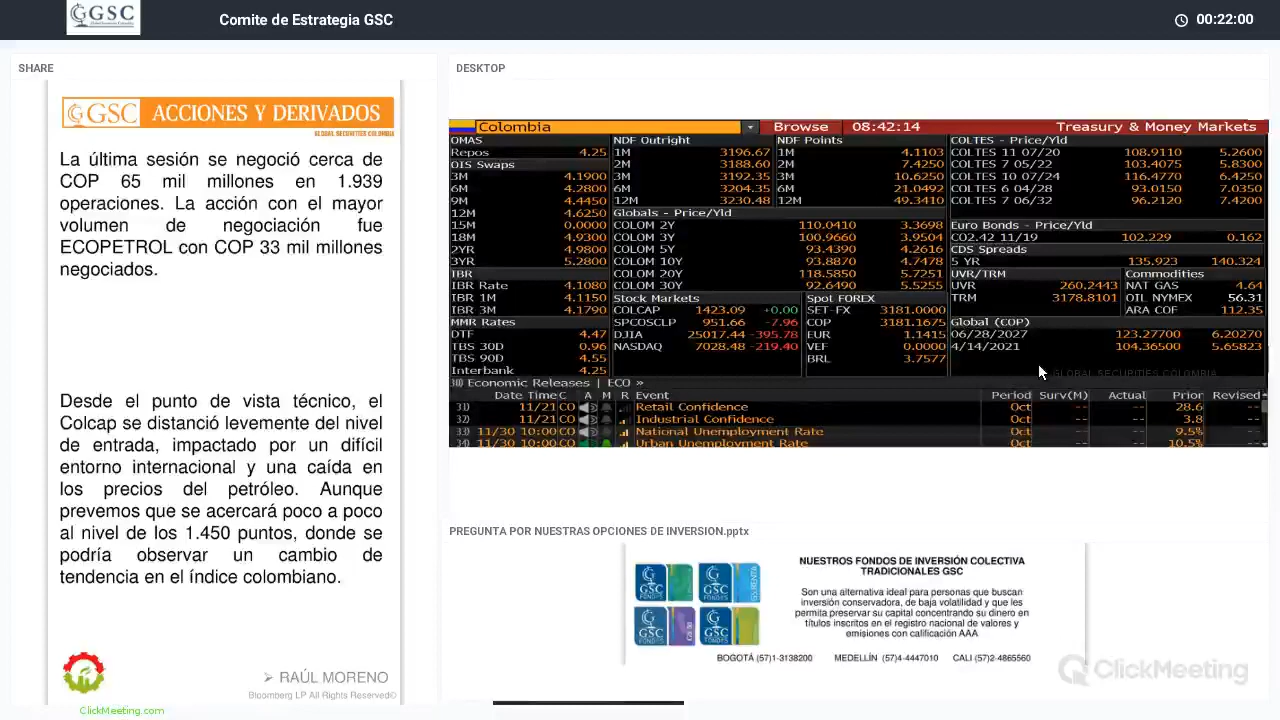 GSC
Comite de Estrategia GSC
00:22:00
SHARE
GSC ACCIONES Y DERIVADOS
GLOBAL SECURITIES COLOMBIA
La última sesión se negoció cerca de
COP 65 mil millones en 1.939
operaciones. La acción con el mayor
volumen de negociación fue
ECOPETROL con COP 33 mil millones
negociados.
Desde el punto de vista técnico, el
Colcap se distanció levemente del nivel
de entrada, impactado por un difícil
entorno internacional y una caída en
los precios del petróleo. Aunque
prevemos que se acercará poco a poco
al nivel de los 1.450 puntos, donde se
podría observar un cambio de
tendencia en el índice colombiano.
➢ RAÚL MORENO
Bloomberg LP All Rights Reserved©
ClickMeeting.com
DESKTOP
Colombia Browse 08:42:14 Treasury & Money Markets
OMAS
Repos 4.25
OIS Swaps
3M 4.1900
6M 4.2800
9M 4.4450
12M 4.6250
15M 0.0000
18M 4.9300
2YR 4.9800
3YR 5.2800
IBR
IBR Rate 4.1080
IBR 1M 4.1150
IBR 3M 4.1790
MMR Rates
DTF 4.47
TBS 30D 0.96
TBS 90D 4.55
Interbank 4.25
NDF Outright
1M 3196.67
2M 3188.60
3M 3192.35
6M 3204.35
12M 3230.48
NDF Points
1M 4.1103
2M 7.4250
3M 10.6250
6M 21.0492
12M 49.3410
Globals - Price/Yld
COLOM 2Y 110.0410 3.3698
COLOM 3Y 100.9660 3.9504
COLOM 5Y 93.4390 4.2616
COLOM 10Y 93.8870 4.7478
COLOM 20Y 118.5850 5.7251
COLOM 30Y 92.6490 5.5255
Stock Markets
COLCAP 1423.09 +0.00
SPCOSCLP 951.66 -7.96
DJIA 25017.44 -395.78
NASDAQ 7028.48 -219.40
Spot FOREX
SET-FX 3181.0000
COP 3181.1675
EUR 1.1415
VEF 0.0000
BRL 3.7577
COLTES - Price/Yld
COLTES 11 07/20 108.9110 5.2600
COLTES 7 05/22 103.4075 5.8300
COLTES 10 07/24 116.4770 6.4250
COLTES 6 04/28 93.0150 7.0350
COLTES 7 06/32 96.2120 7.4200
Euro Bonds - Price/Yld
CO2.42 11/19 102.229 0.162
CDS Spreads
5 YR 135.923 140.324
UVR/TRM
UVR 260.2443
TRM 3178.8101
Commodities
NAT GAS 4.64
OIL NYMEX 56.31
ARA COF 112.35
Global (COP)
06/28/2027 123.27700 6.20270
4/14/2021 104.36500 5.65823
GLOBAL SECURITIES COLOMBIA
30) Economic Releases | ECO »
Date Time C A M R Event Period Surv(M) Actual Prior Revised
31) 11/21 CO Retail Confidence Oct -- -- 28.6 --
32) 11/21 CO Industrial Confidence Oct -- -- 3.8 --
33) 11/30 10:00 CO National Unemployment Rate Oct -- -- 9.5% --
34) 11/30 10:00 CO Urban Unemployment Rate Oct -- -- 10.5% --
PREGUNTA POR NUESTRAS OPCIONES DE INVERSION.pptx
NUESTROS FONDOS DE INVERSIÓN COLECTIVA
TRADICIONALES GSC
Son una alternativa ideal para personas que buscan
inversión conservadora, de baja volatilidad y que les
permita preservar su capital concentrando su dinero en
títulos inscritos en el registro nacional de valores y
emisiones con calificación AAA
BOGOTÁ (57)1-3138200 MEDELLÍN (57)4-4447010 CALI (57)2-4865560
GSC FONDOS
GSC FONDOS
GSC FONDOS
GSC FONDOS
ClickMeeting